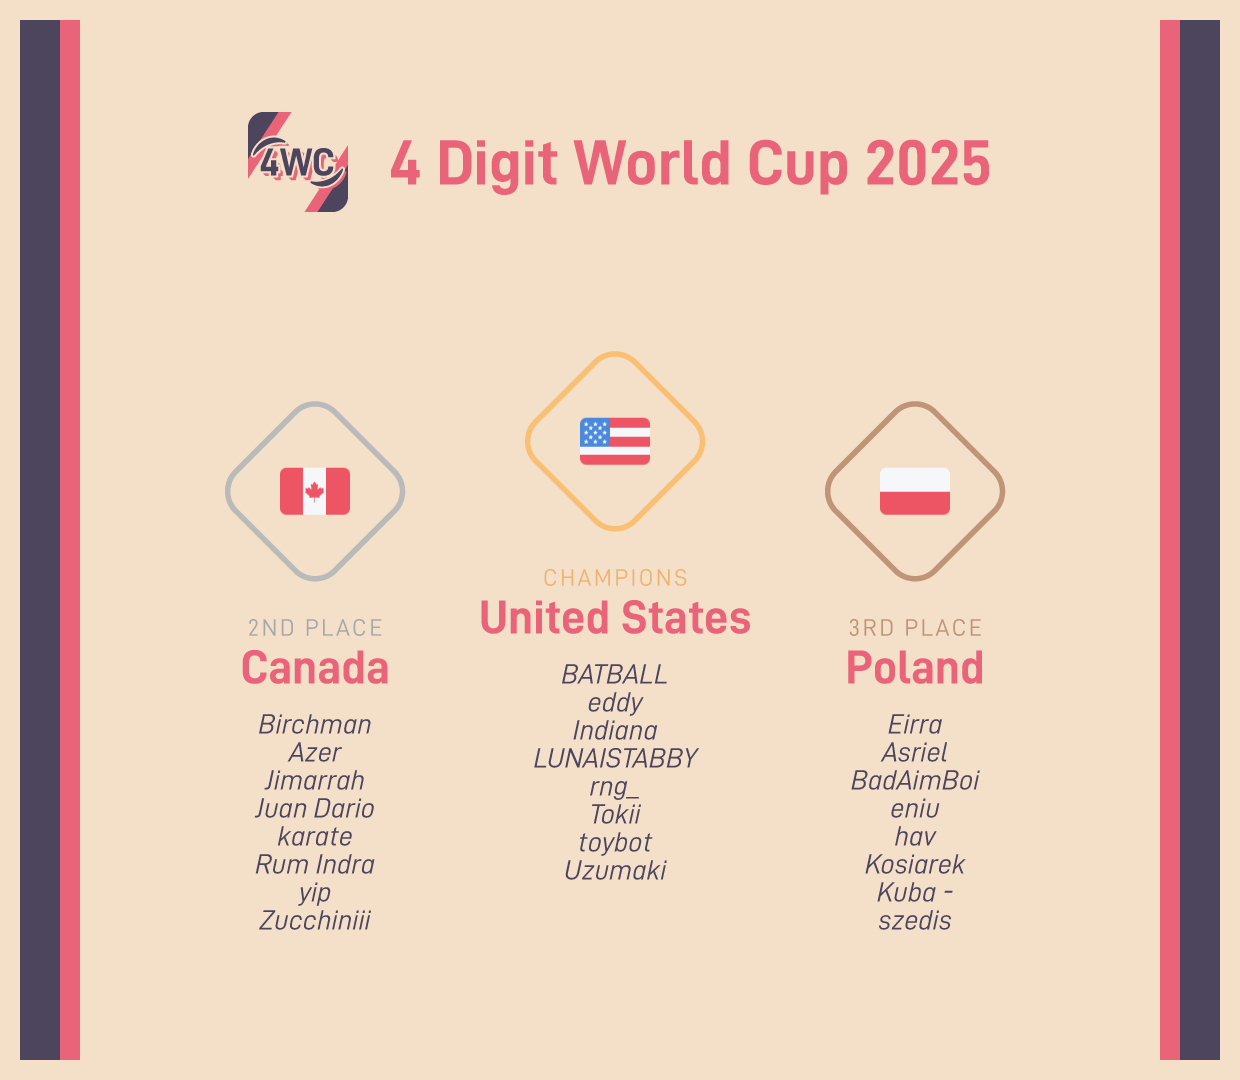 4WC
4 Digit World Cup 2025
2ND PLACE
Canada
Birchman
Azer
Jimarrah
Juan Dario
karate
Rum Indra
yip
Zucchiniii
CHAMPIONS
United States
BATBALL
eddy
Indiana
LUNAISTABBY
rng_
Tokii
toybot
Uzumaki
3RD PLACE
Poland
Eirra
Asriel
BadAimBoi
eniu
hav
Kosiarek
Kuba -
szedis